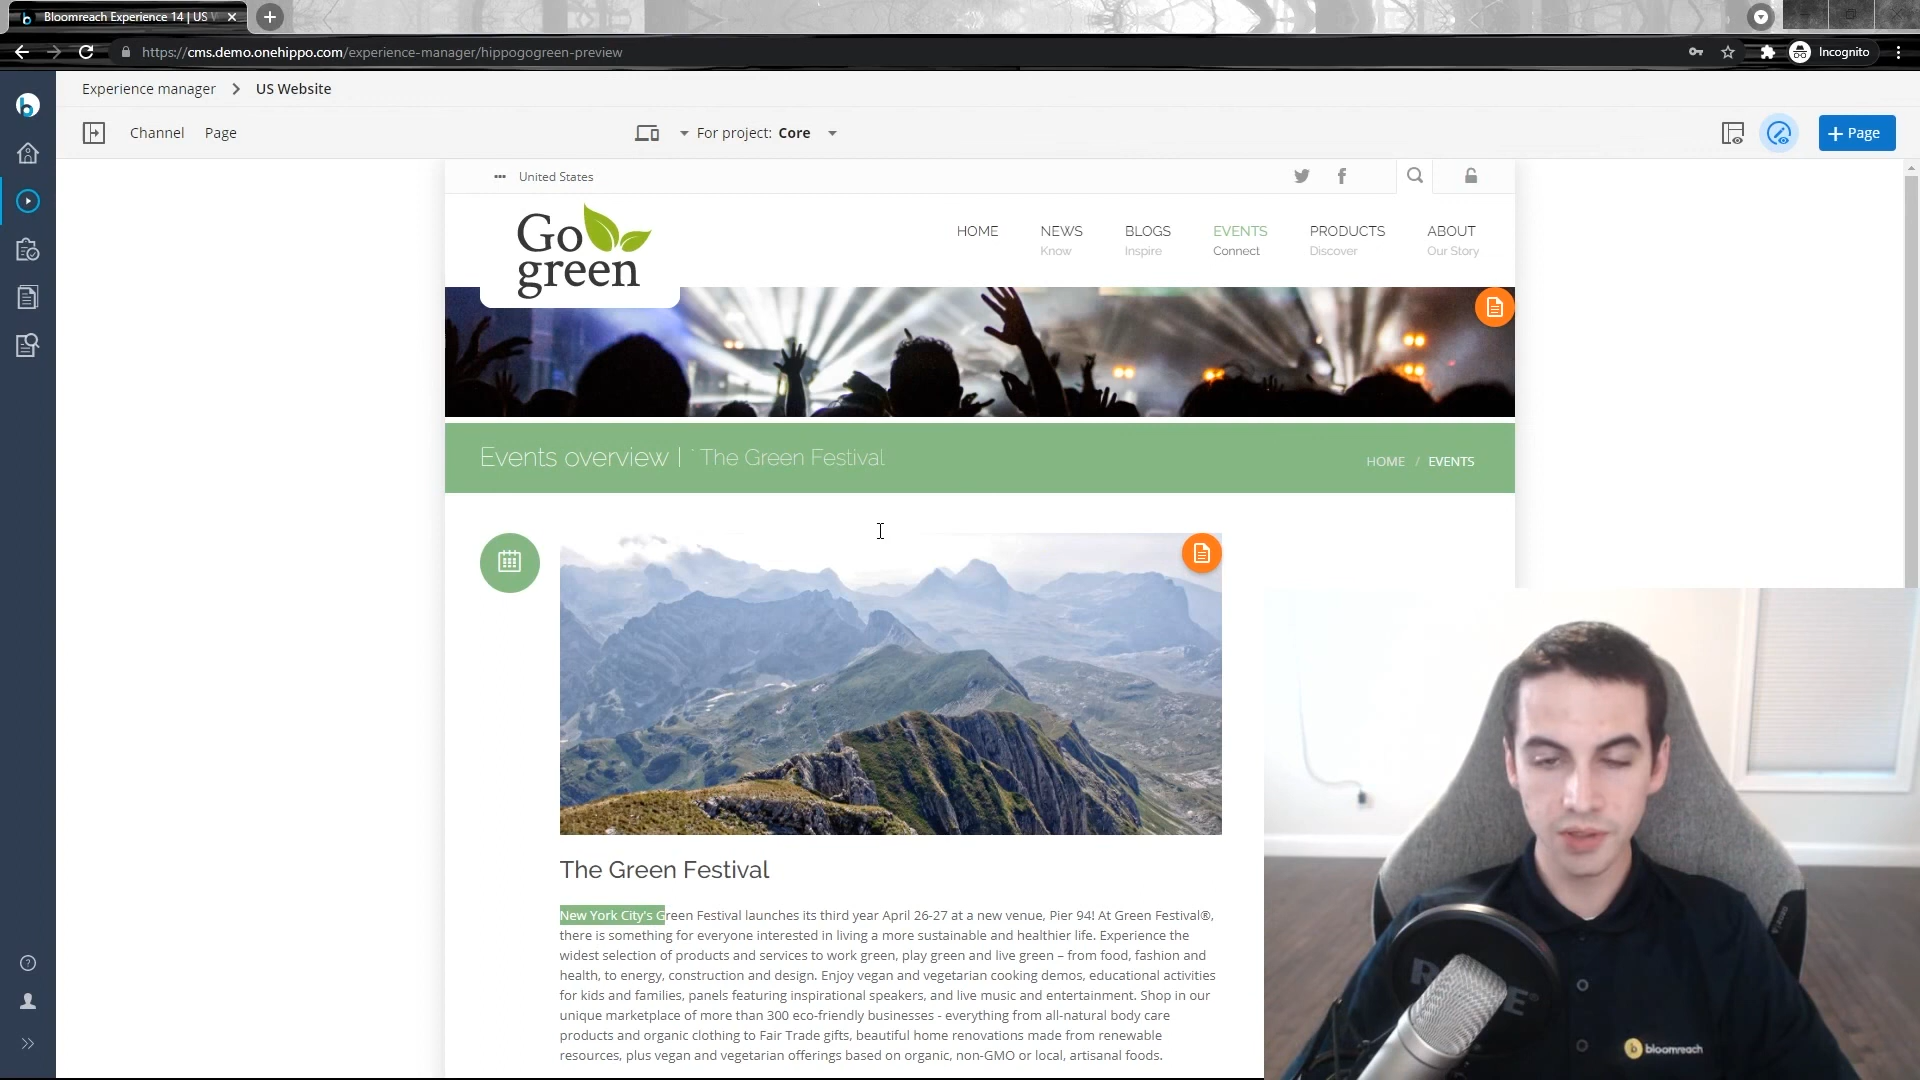 Bloomreach Experience 14 | US
https://cms.demo.onehippo.com/experience-manager/hippogogreen-preview
Incognito
Experience manager > US Website
Channel Page
For project: Core
+ Page
United States
Go green
HOME
NEWS
Know
BLOGS
Inspire
EVENTS
Connect
PRODUCTS
Discover
ABOUT
Our Story
Events overview | The Green Festival
HOME / EVENTS
The Green Festival
New York City's Green Festival launches its third year April 26-27 at a new venue, Pier 94! At Green Festival®,
there is something for everyone interested in living a more sustainable and healthier life. Experience the
widest selection of products and services to work green, play green and live green – from food, fashion and
health, to energy, construction and design. Enjoy vegan and vegetarian cooking demos, educational activities
for kids and families, panels featuring inspirational speakers, and live music and entertainment. Shop in our
unique marketplace of more than 300 eco-friendly businesses - everything from all-natural body care
products and organic clothing to Fair Trade gifts, beautiful home renovations made from renewable
resources, plus vegan and vegetarian offerings based on organic, non-GMO or local, artisanal foods.
bloomreach